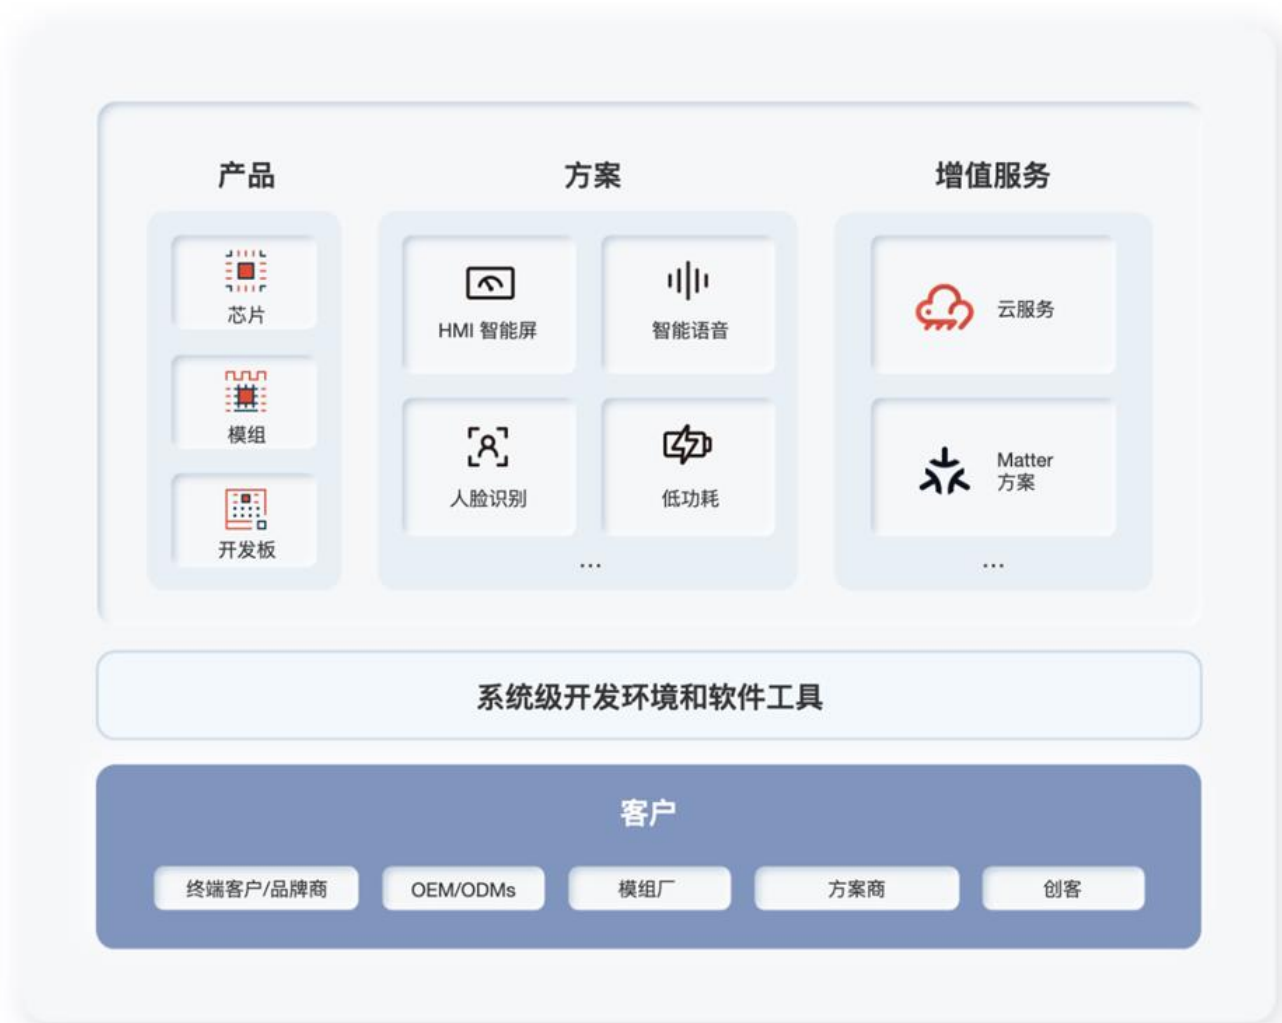 产品
芯片
模组
开发板
方案
HMI 智能屏
智能语音
人脸识别
低功耗
...
增值服务
云服务
Matter
方案
...
系统级开发环境和软件工具
客户
终端客户/品牌商
OEM/ODMs
模组厂
方案商
创客